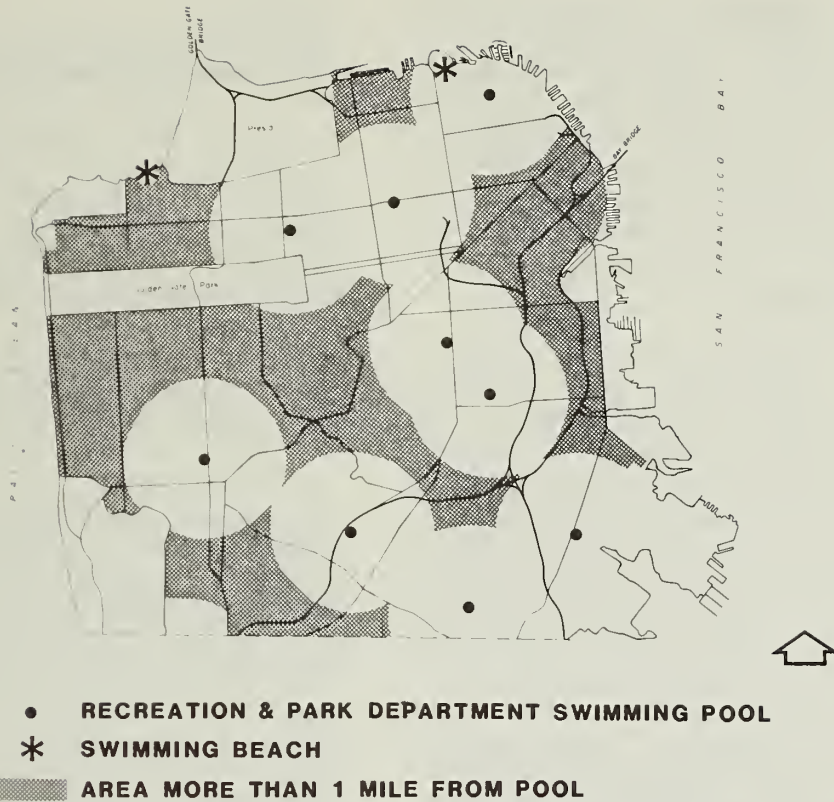 GOLDEN GATE
BRIDGE
SAN FRANCISCO BAY
BAY BRIDGE
Park
RECREATION & PARK DEPARTMENT SWIMMING POOL
SWIMMING BEACH
AREA MORE THAN 1 MILE FROM POOL